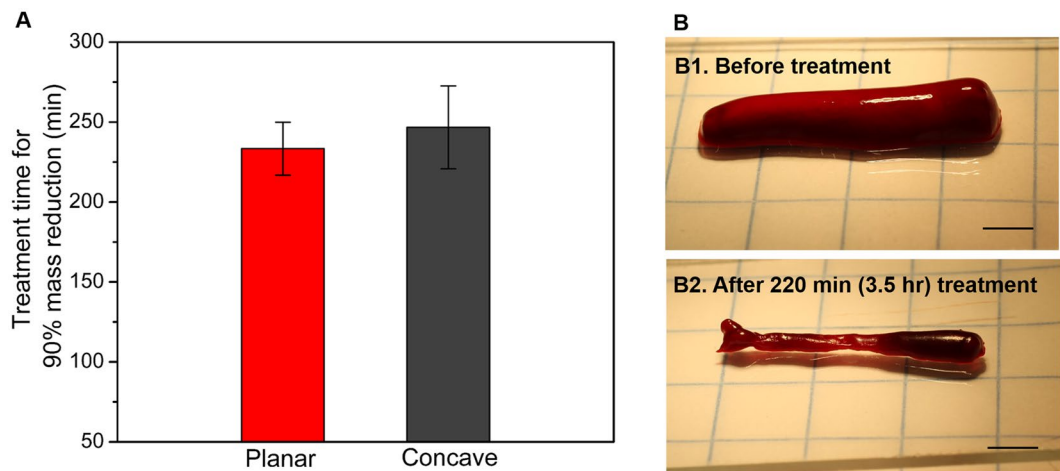 A
300
250
200
150
100
50
Treatment time for
90% mass reduction (min)
Planar
Concave
B
B1. Before treatment
B2. After 220 min (3.5 hr) treatment